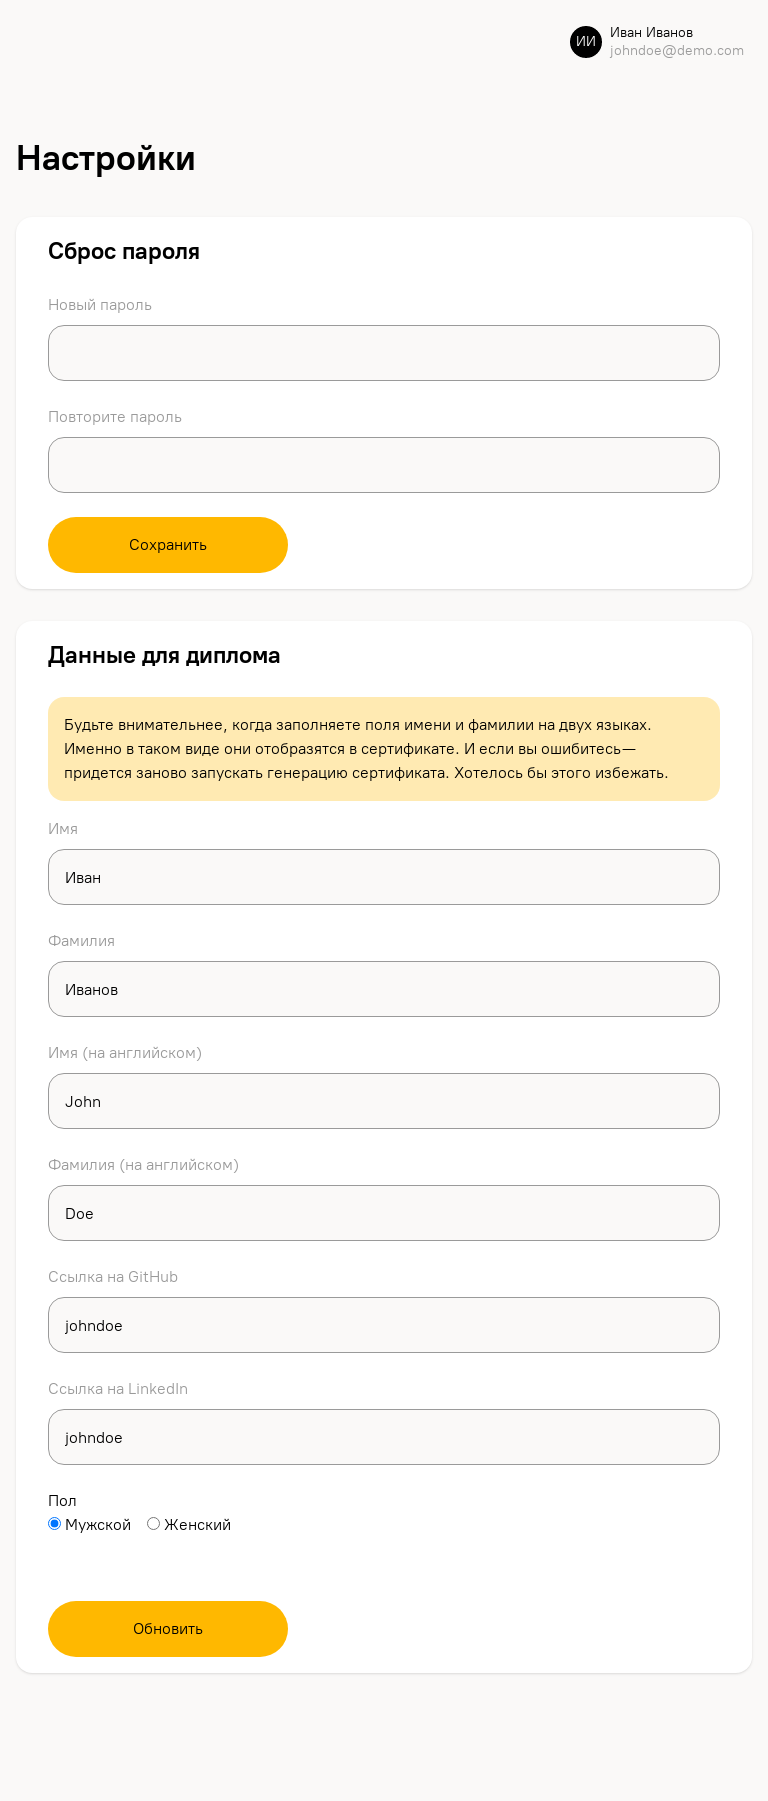 ИИ
Иван Иванов
johndoe@demo.com
Настройки
Сброс пароля
Новый пароль
Повторите пароль
Сохранить
Данные для диплома
Будьте внимательнее, когда заполняете поля имени и фамилии на двух языках.
Именно в таком виде они отобразятся в сертификате. И если вы ошибитесь—
придется заново запускать генерацию сертификата. Хотелось бы этого избежать.
Имя
Иван
Фамилия
Иванов
Имя (на английском)
John
Фамилия (на английском)
Doe
Ссылка на GitHub
johndoe
Ссылка на LinkedIn
johndoe
Пол
Мужской Женский
Обновить